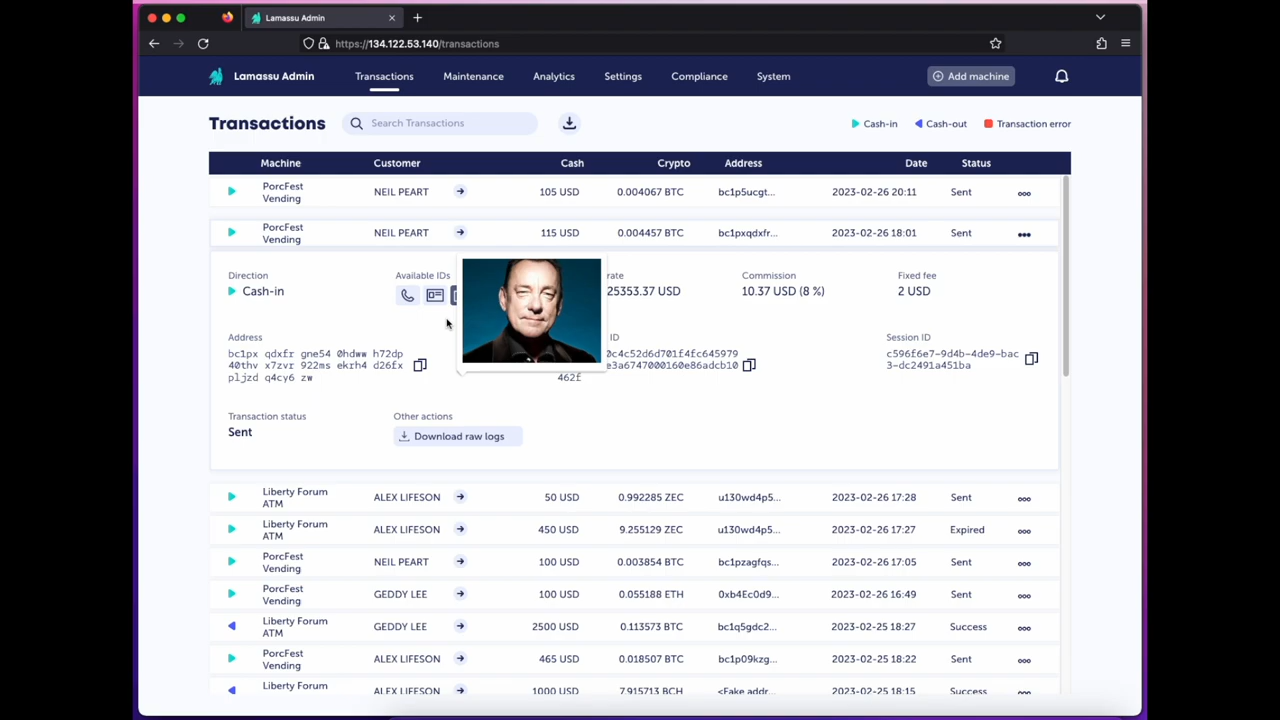 Lamassu Admin
https://134.122.53.140/transactions
Lamassu Admin Transactions Maintenance Analytics Settings Compliance System Add machine
Transactions Search Transactions Cash-in Cash-out Transaction error
Machine Customer Cash Crypto Address Date Status
PorcFest Vending NEIL PEART 105 USD 0.004067 BTC bc1p5ucgt... 2023-02-26 20:11 Sent
PorcFest Vending NEIL PEART 115 USD 0.004457 BTC bc1pxqdxfr... 2023-02-26 18:01 Sent
Direction Available IDs rate Commission Fixed fee
Cash-in 25353.37 USD 10.37 USD (8 %) 2 USD
Address ID Session ID
bc1px qdxfr gne54 0hdww h72dp 0c4c52d6d701f4fc645979 c596f6e7-9d4b-4de9-bac
40thv x7zvr 922ms ekrh4 d26fx e3a6747000160e86adcb10 3-dc2491a451ba
pljzd q4cy6 zw 462f
Transaction status Other actions
Sent Download raw logs
Liberty Forum ATM ALEX LIFESON 50 USD 0.992285 ZEC u130wd4p5... 2023-02-26 17:28 Sent
Liberty Forum ATM ALEX LIFESON 450 USD 9.255129 ZEC u130wd4p5... 2023-02-26 17:27 Expired
PorcFest Vending NEIL PEART 100 USD 0.003854 BTC bc1pzagfqs... 2023-02-26 17:05 Sent
PorcFest Vending GEDDY LEE 100 USD 0.055188 ETH 0xb4Ec0d9... 2023-02-26 16:49 Sent
Liberty Forum ATM GEDDY LEE 2500 USD 0.113573 BTC bc1q5gdc2... 2023-02-25 18:27 Success
PorcFest Vending ALEX LIFESON 465 USD 0.018507 BTC bc1p09kzg... 2023-02-25 18:22 Sent
Liberty Forum ALEX LIFESON 1000 USD 7.915713 BCH <Fake addr... 2023-02-25 18:15 Success